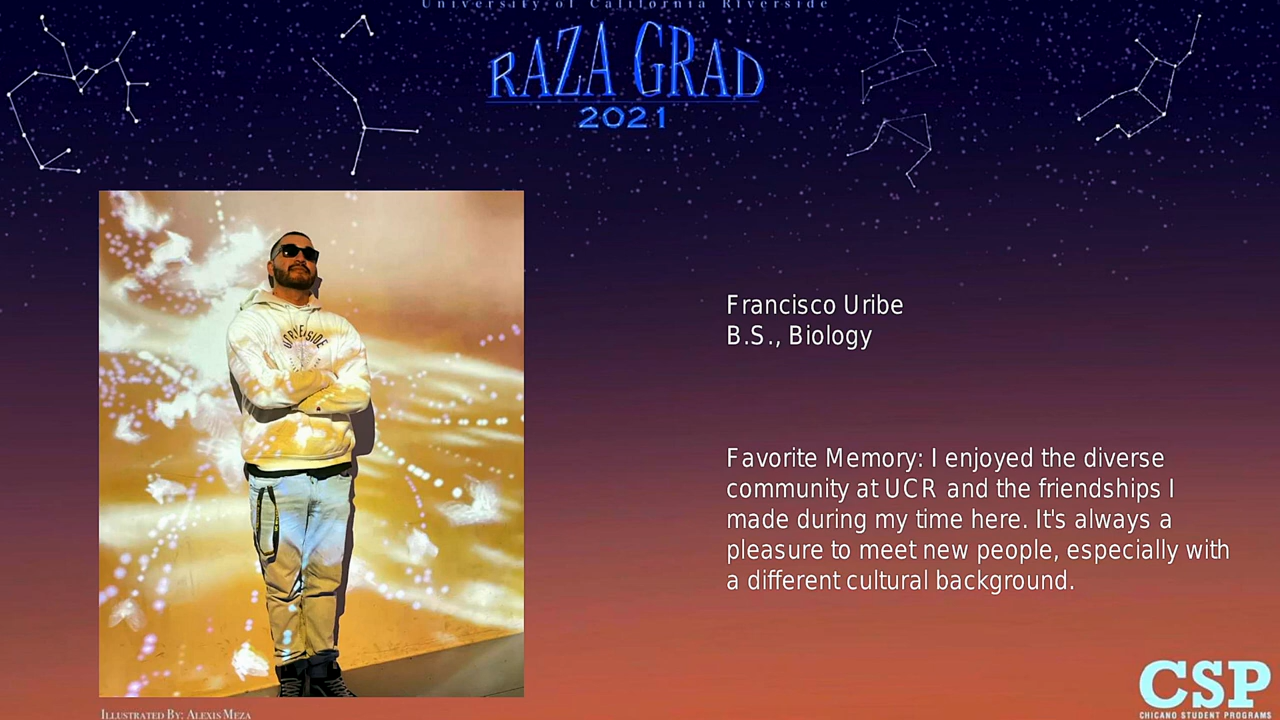 University of California Riverside
RAZA GRAD
2021
Francisco Uribe
B.S., Biology
Favorite Memory: I enjoyed the diverse
community at UCR and the friendships I
made during my time here. It's always a
pleasure to meet new people, especially with
a different cultural background.
CSP
CHICANO STUDENT PROGRAMS
ILLUSTRATED BY: ALEXIS MEZA